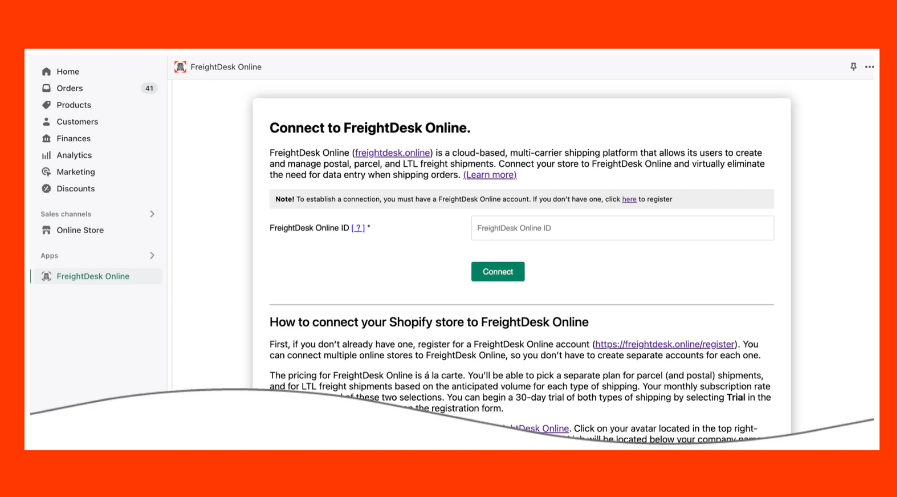 Home
Orders 41
Products
Customers
Finances
Analytics
Marketing
Discounts
Sales channels
Online Store
Apps
FreightDesk Online
FreightDesk Online
Connect to FreightDesk Online.
FreightDesk Online (freightdesk.online) is a cloud-based, multi-carrier shipping platform that allows its users to create
and manage postal, parcel, and LTL freight shipments. Connect your store to FreightDesk Online and virtually eliminate
the need for data entry when shipping orders. (Learn more)
Note! To establish a connection, you must have a FreightDesk Online account. If you don't have one, click here to register
FreightDesk Online ID [ ? ] *
FreightDesk Online ID
Connect
How to connect your Shopify store to FreightDesk Online
First, if you don't already have one, register for a FreightDesk Online account (https://freightdesk.online/register). You
can connect multiple online stores to FreightDesk Online, so you don't have to create separate accounts for each one.
The pricing for FreightDesk Online is á la carte. You'll be able to pick a separate plan for parcel (and postal) shipments,
and for LTL freight shipments based on the anticipated volume for each type of shipping. Your monthly subscription rate
of these two selections. You can begin a 30-day trial of both types of shipping by selecting Trial in the
the registration form.
Online. Click on your avatar located in the top right-
will be located below your company name